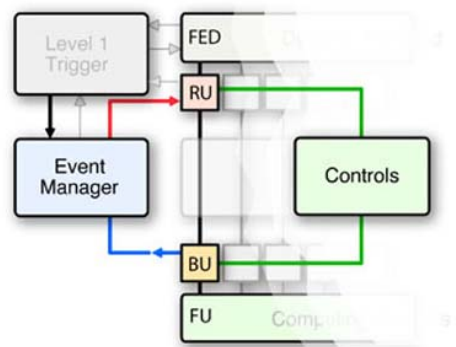 Level 1
Trigger
FED
RU
Event
Manager
Controls
BU
FU